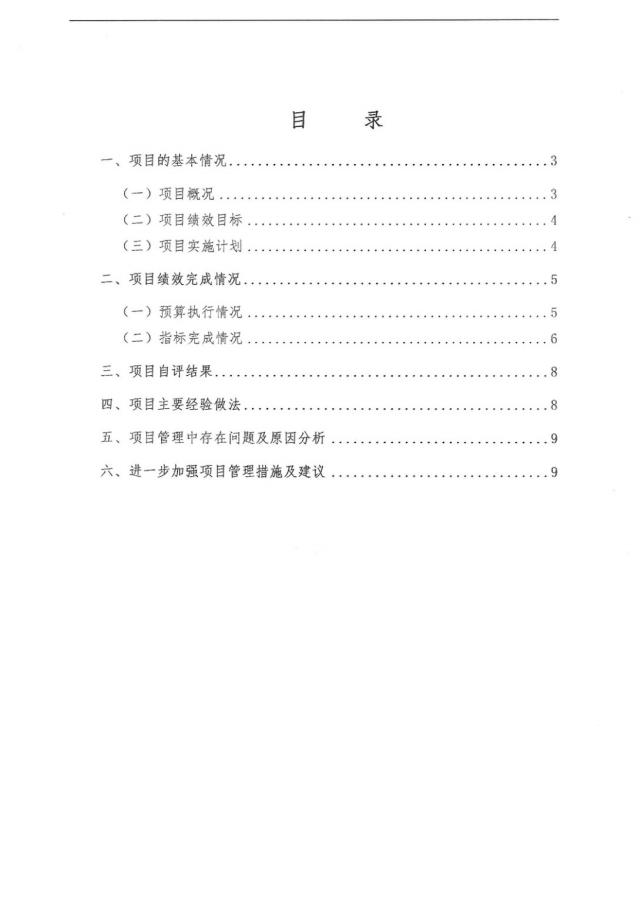 目 录
一、项目的基本情况............................................3
（一）项目概况..............................................3
（二）项目绩效目标..........................................4
（三）项目实施计划..........................................4
二、项目绩效完成情况..........................................5
（一）预算执行情况..........................................5
（二）指标完成情况..........................................6
三、项目自评结果..............................................8
四、项目主要经验做法..........................................8
五、项目管理中存在问题及原因分析..............................9
六、进一步加强项目管理措施及建议..............................9